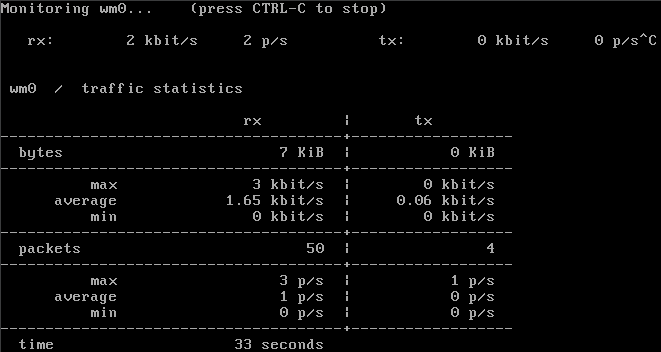 Monitoring wm0...    (press CTRL-C to stop)
   rx:        2 kbit/s     2 p/s          tx:        0 kbit/s     0 p/s^C
 wm0  /  traffic statistics
                           rx         |       tx
--------------------------------------+------------------
  bytes                        7 KiB  |           0 KiB
--------------------------------------+------------------
          max               3 kbit/s  |        0 kbit/s
      average            1.65 kbit/s  |     0.06 kbit/s
          min               0 kbit/s  |        0 kbit/s
--------------------------------------+------------------
  packets                         50  |               4
--------------------------------------+------------------
          max                  3 p/s  |           1 p/s
      average                  1 p/s  |           0 p/s
          min                  0 p/s  |           0 p/s
--------------------------------------+------------------
  time                    33 seconds